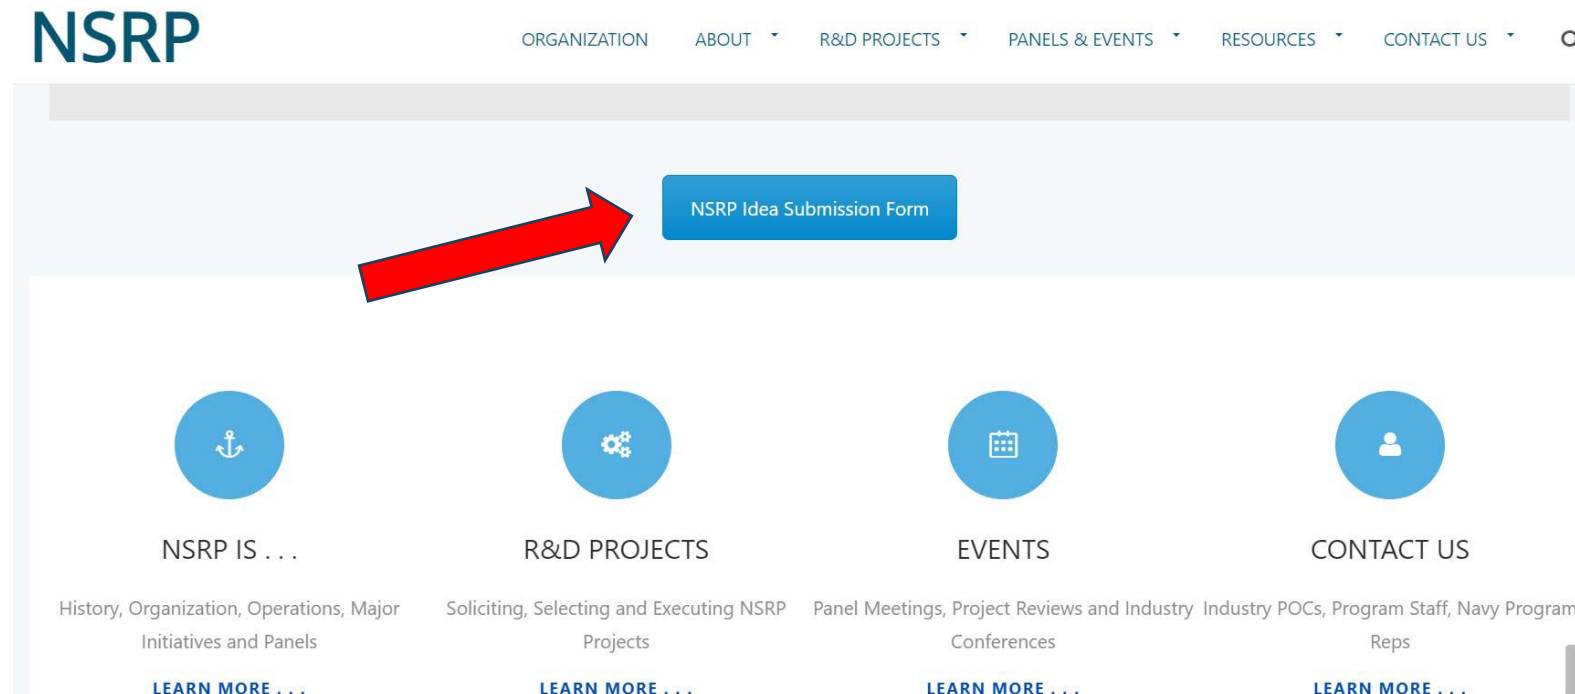 NSRP
ORGANIZATION ABOUT R&D PROJECTS PANELS & EVENTS RESOURCES CONTACT US
NSRP Idea Submission Form
NSRP IS . . .
History, Organization, Operations, Major
Initiatives and Panels
LEARN MORE . . .
R&D PROJECTS
Soliciting, Selecting and Executing NSRP
Projects
LEARN MORE . . .
EVENTS
Panel Meetings, Project Reviews and Industry
Conferences
LEARN MORE . . .
CONTACT US
Industry POCs, Program Staff, Navy Program
Reps
LEARN MORE . . .